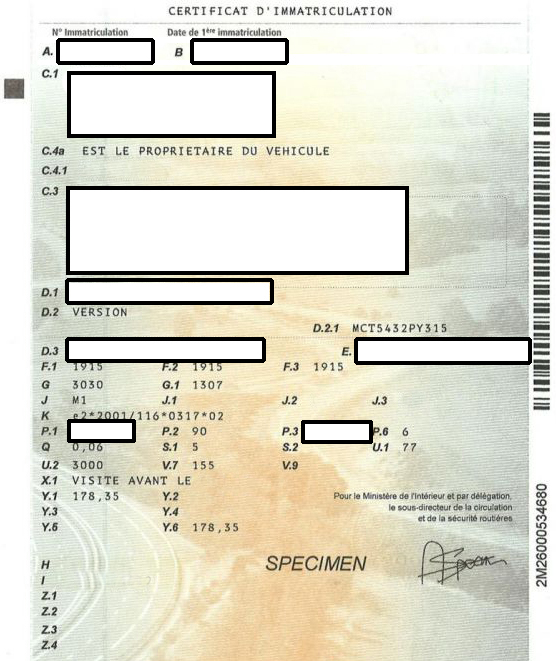 CERTIFICAT D'IMMATRICULATION
N° Immatriculation Date de 1ère immatriculation
A. B
C.1
C.4a EST LE PROPRIETAIRE DU VEHICULE
C.4.1
C.3
D.1
D.2 VERSION
D.2.1 MCT5432PY315
D.3 E.
F.1 1915 F.2 1915 F.3 1915
G 3030 G.1 1307
J M1 J.1 J.2 J.3
K e2*2001/116*0317*02
P.1 P.2 90 P.3 P.6 6
Q 0,06 S.1 5 S.2 U.1 77
U.2 3000 V.7 155 V.9
X.1 VISITE AVANT LE
Y.1 178,35 Y.2
Y.3 Y.4
Y.5 Y.6 178,35
Pour le Ministère de l'Intérieur et par délégation,
le sous-directeur de la circulation
et de la sécurité routières
H
I
Z.1
Z.2
Z.3
Z.4
SPECIMEN
2M26000534680